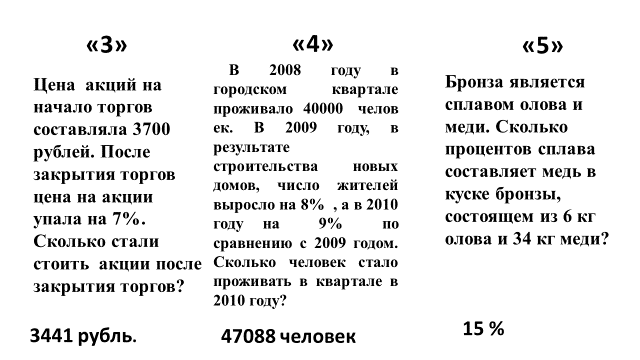 «3»
Цена акций на
начало торгов
составляла 3700
рублей. После
закрытия торгов
цена на акции
упала на 7%.
Сколько стали
стоить акции после
закрытия торгов?
3441 рубль.
«4»
В 2008 году в
городском квартале
проживало 40000 челов
ек. В 2009 году, в
результате
строительства новых
домов, число жителей
выросло на 8% , а в 2010
году на 9% по
сравнению с 2009 годом.
Сколько человек стало
проживать в квартале в
2010 году?
47088 человек
«5»
Бронза является
сплавом олова и
меди. Сколько
процентов сплава
составляет медь в
куске бронзы,
состоящем из 6 кг
олова и 34 кг меди?
15 %